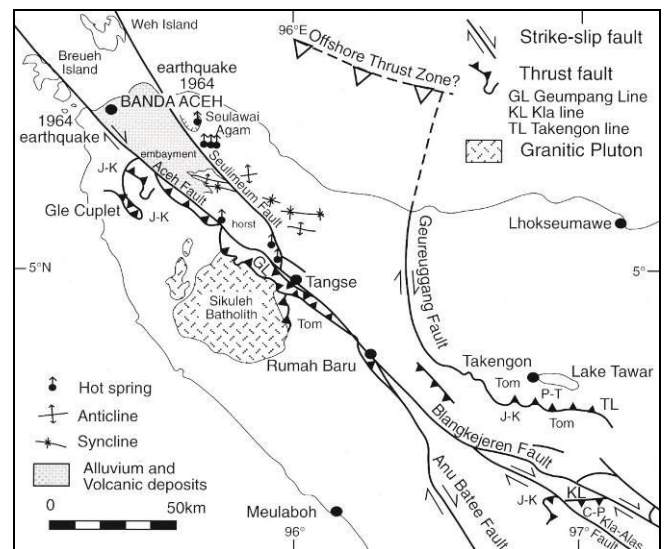 Weh Island
Breueh
Island
96°E
Offshore Thrust Zone?
earthquake
1964
BANDA ACEH
1964
earthquake
Seulawai
Agam
embayment
J-K
Aceh Fault
Seulimeum Fault
Gle Cuplet
J-K
horst
5°N
GL
Tangse
Sikuleh
Batholith
Tom
Rumah Baru
Geureuggang Fault
Lhokseumawe
5°
Takengon
Lake Tawar
Tom
P-T
J-K
Tom
TL
Blangkejeren Fault
Anu Batee Fault
J-K
KL
C-P
Kla-Alas
Fault
Meulaboh
96°
97°
Strike-slip fault
Thrust fault
GL Geumpang Line
KL Kla line
TL Takengon line
Granitic Pluton
Hot spring
Anticline
Syncline
Alluvium and
Volcanic deposits
0 50km